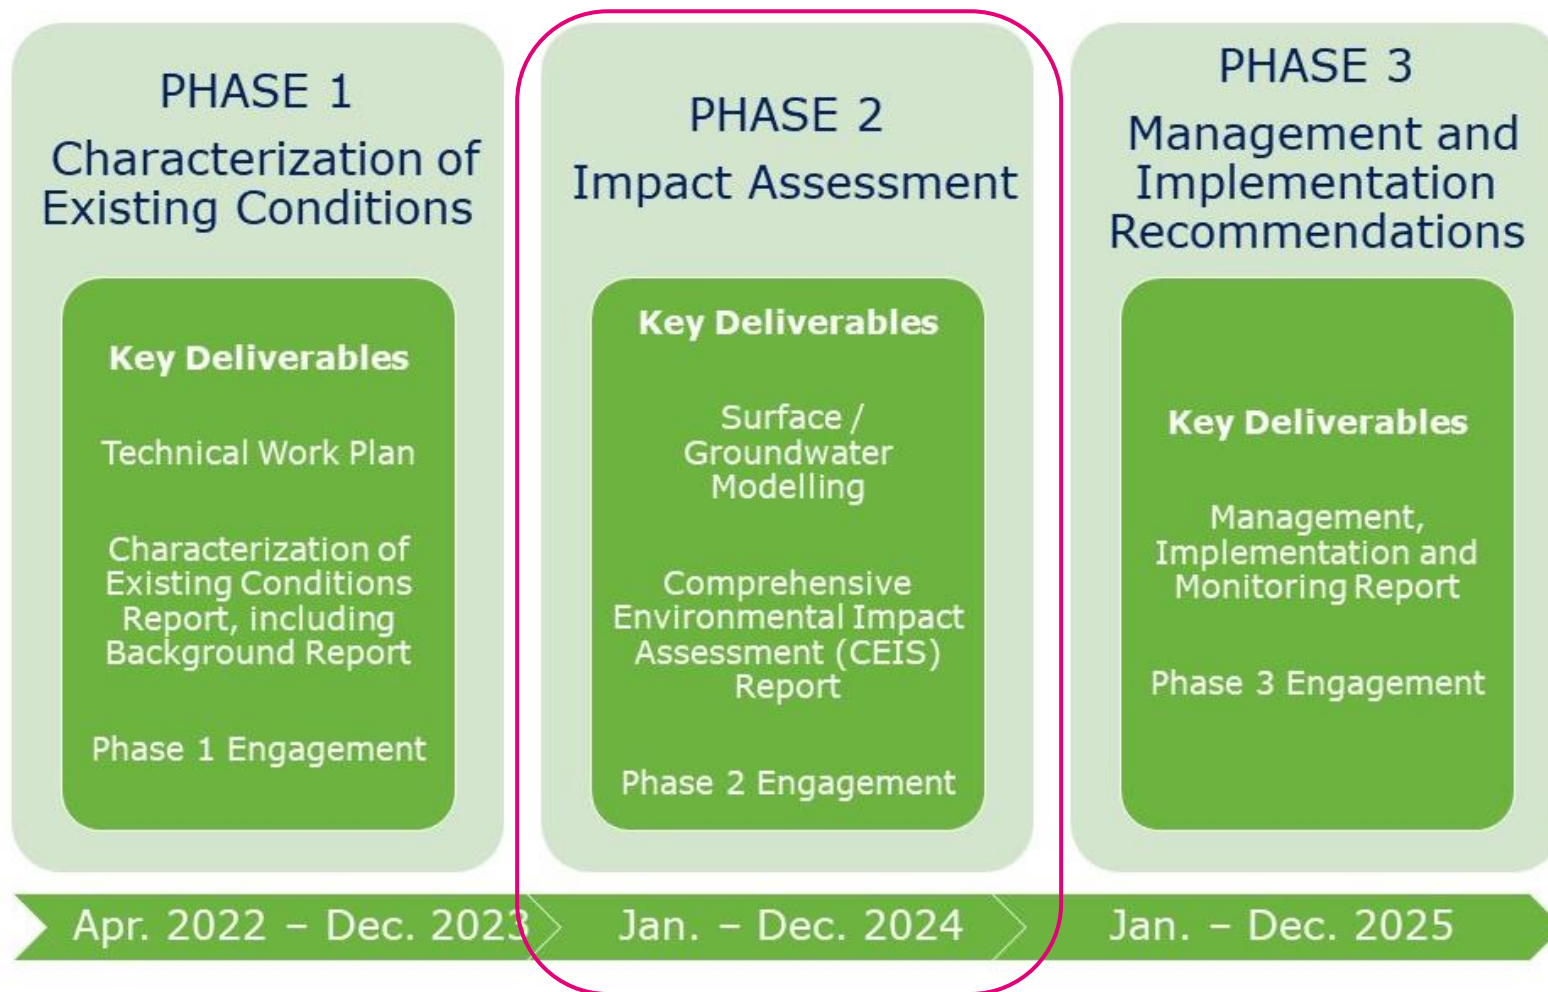 PHASE 1
Characterization of
Existing Conditions
Key Deliverables
Technical Work Plan
Characterization of
Existing Conditions
Report, including
Background Report
Phase 1 Engagement
Apr. 2022 – Dec. 2023
PHASE 2
Impact Assessment
Key Deliverables
Surface /
Groundwater
Modelling
Comprehensive
Environmental Impact
Assessment (CEIS)
Report
Phase 2 Engagement
Jan. – Dec. 2024
PHASE 3
Management and
Implementation
Recommendations
Key Deliverables
Management,
Implementation and
Monitoring Report
Phase 3 Engagement
Jan. – Dec. 2025